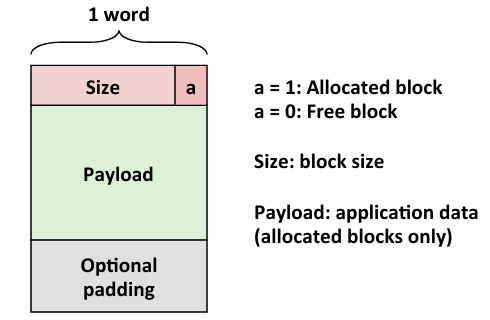 1 word
Size
a
Payload
Optional
padding
a = 1: Allocated block
a = 0: Free block
Size: block size
Payload: application data
(allocated blocks only)